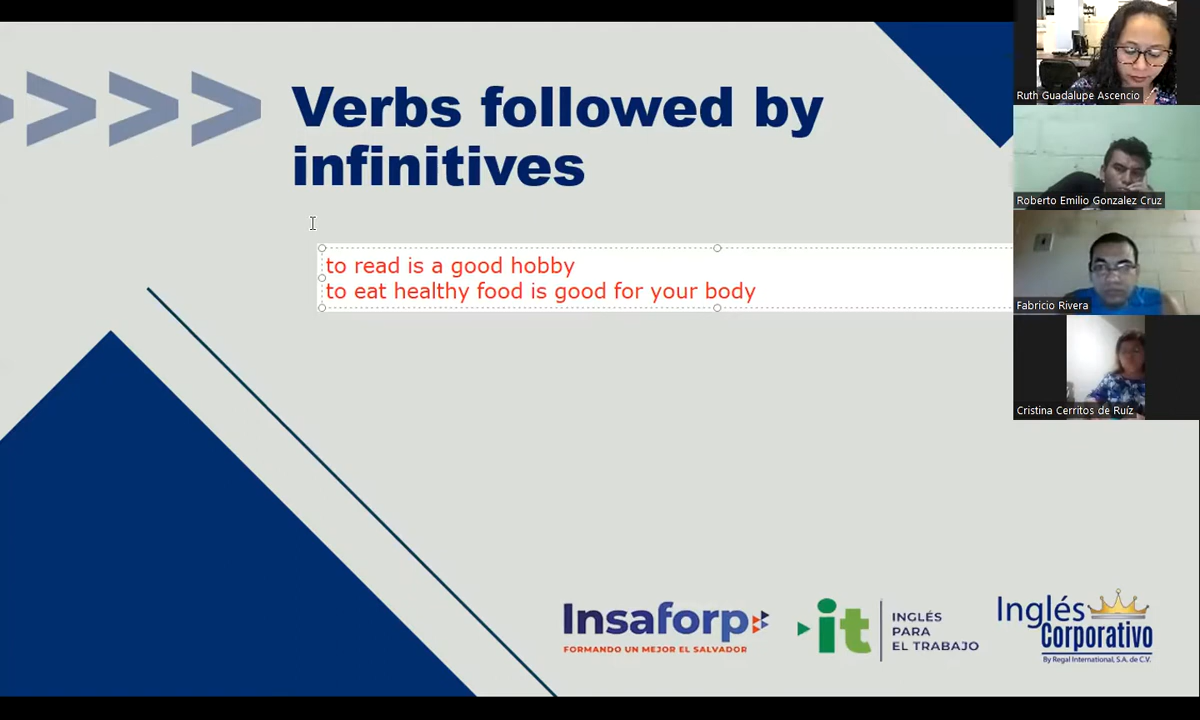 Verbs followed by
infinitives
to read is a good hobby
to eat healthy food is good for your body
Ruth Guadalupe Ascencio
Roberto Emilio Gonzalez Cruz
Fabricio Rivera
Cristina Cerritos de Ruíz
Insaforp
FORMANDO UN MEJOR EL SALVADOR
it
INGLÉS
PARA
EL TRABAJO
Inglés
Corporativo
By Regal International, S.A. de C.V.